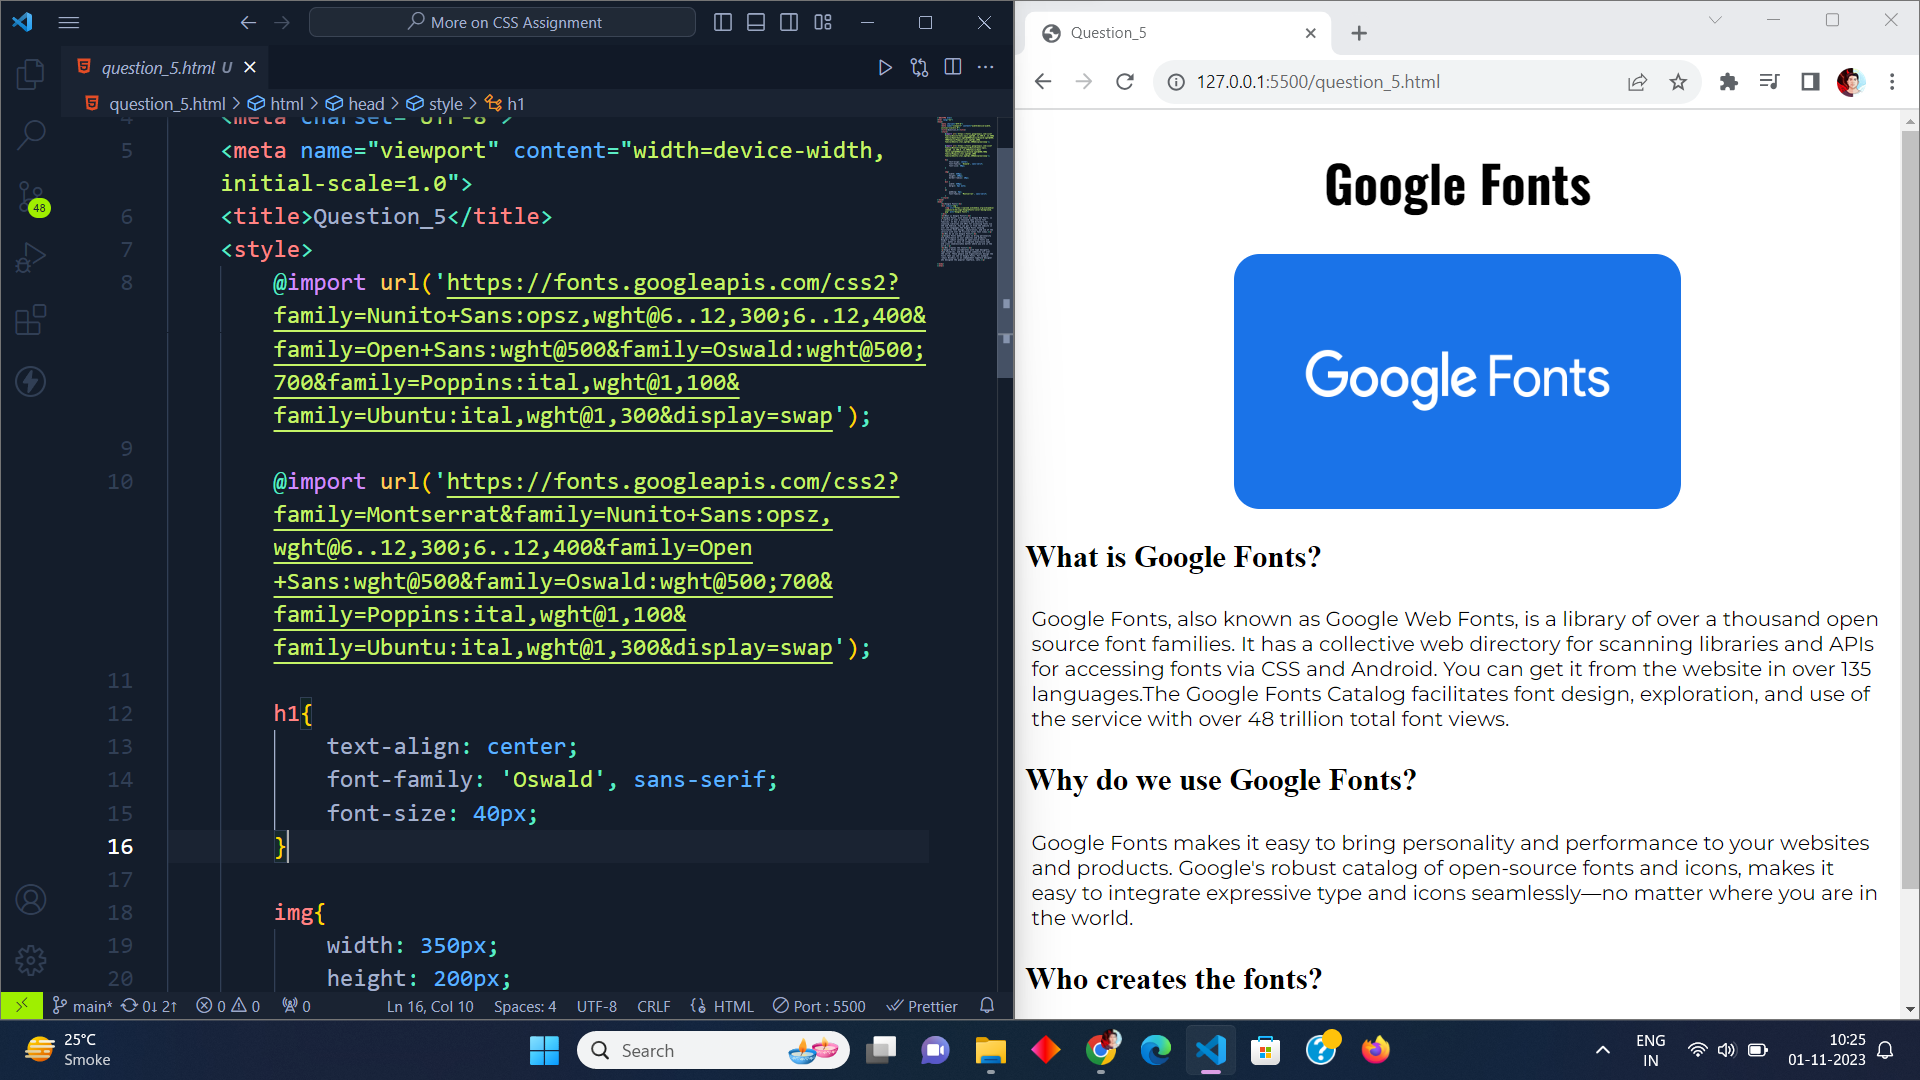 More on CSS Assignment
question_5.html U
question_5.html > html > head > style > h1
4 <meta charset="UTF-8">
5 <meta name="viewport" content="width=device-width,
initial-scale=1.0">
6 <title>Question_5</title>
7 <style>
8 @import url('https://fonts.googleapis.com/css2?
family=Nunito+Sans:opsz,wght@6..12,300;6..12,400&
family=Open+Sans:wght@500&family=Oswald:wght@500;
700&family=Poppins:ital,wght@1,100&
family=Ubuntu:ital,wght@1,300&display=swap');
9
10 @import url('https://fonts.googleapis.com/css2?
family=Montserrat&family=Nunito+Sans:opsz,
wght@6..12,300;6..12,400&family=Open
+Sans:wght@500&family=Oswald:wght@500;700&
family=Poppins:ital,wght@1,100&
family=Ubuntu:ital,wght@1,300&display=swap');
11
12 h1{
13 text-align: center;
14 font-family: 'Oswald', sans-serif;
15 font-size: 40px;
16 }
17
18 img{
19 width: 350px;
20 height: 200px;
48
main* 0↓ 2↑ 0 0 0 Ln 16, Col 10 Spaces: 4 UTF-8 CRLF HTML Port : 5500 Prettier
Question_5
127.0.0.1:5500/question_5.html
Google Fonts
Google Fonts
What is Google Fonts?
Google Fonts, also known as Google Web Fonts, is a library of over a thousand open
source font families. It has a collective web directory for scanning libraries and APIs
for accessing fonts via CSS and Android. You can get it from the website in over 135
languages.The Google Fonts Catalog facilitates font design, exploration, and use of
the service with over 48 trillion total font views.
Why do we use Google Fonts?
Google Fonts makes it easy to bring personality and performance to your websites
and products. Google's robust catalog of open-source fonts and icons, makes it
easy to integrate expressive type and icons seamlessly—no matter where you are in
the world.
Who creates the fonts?
25°C
Smoke
Search
ENG
IN
10:25
01-11-2023